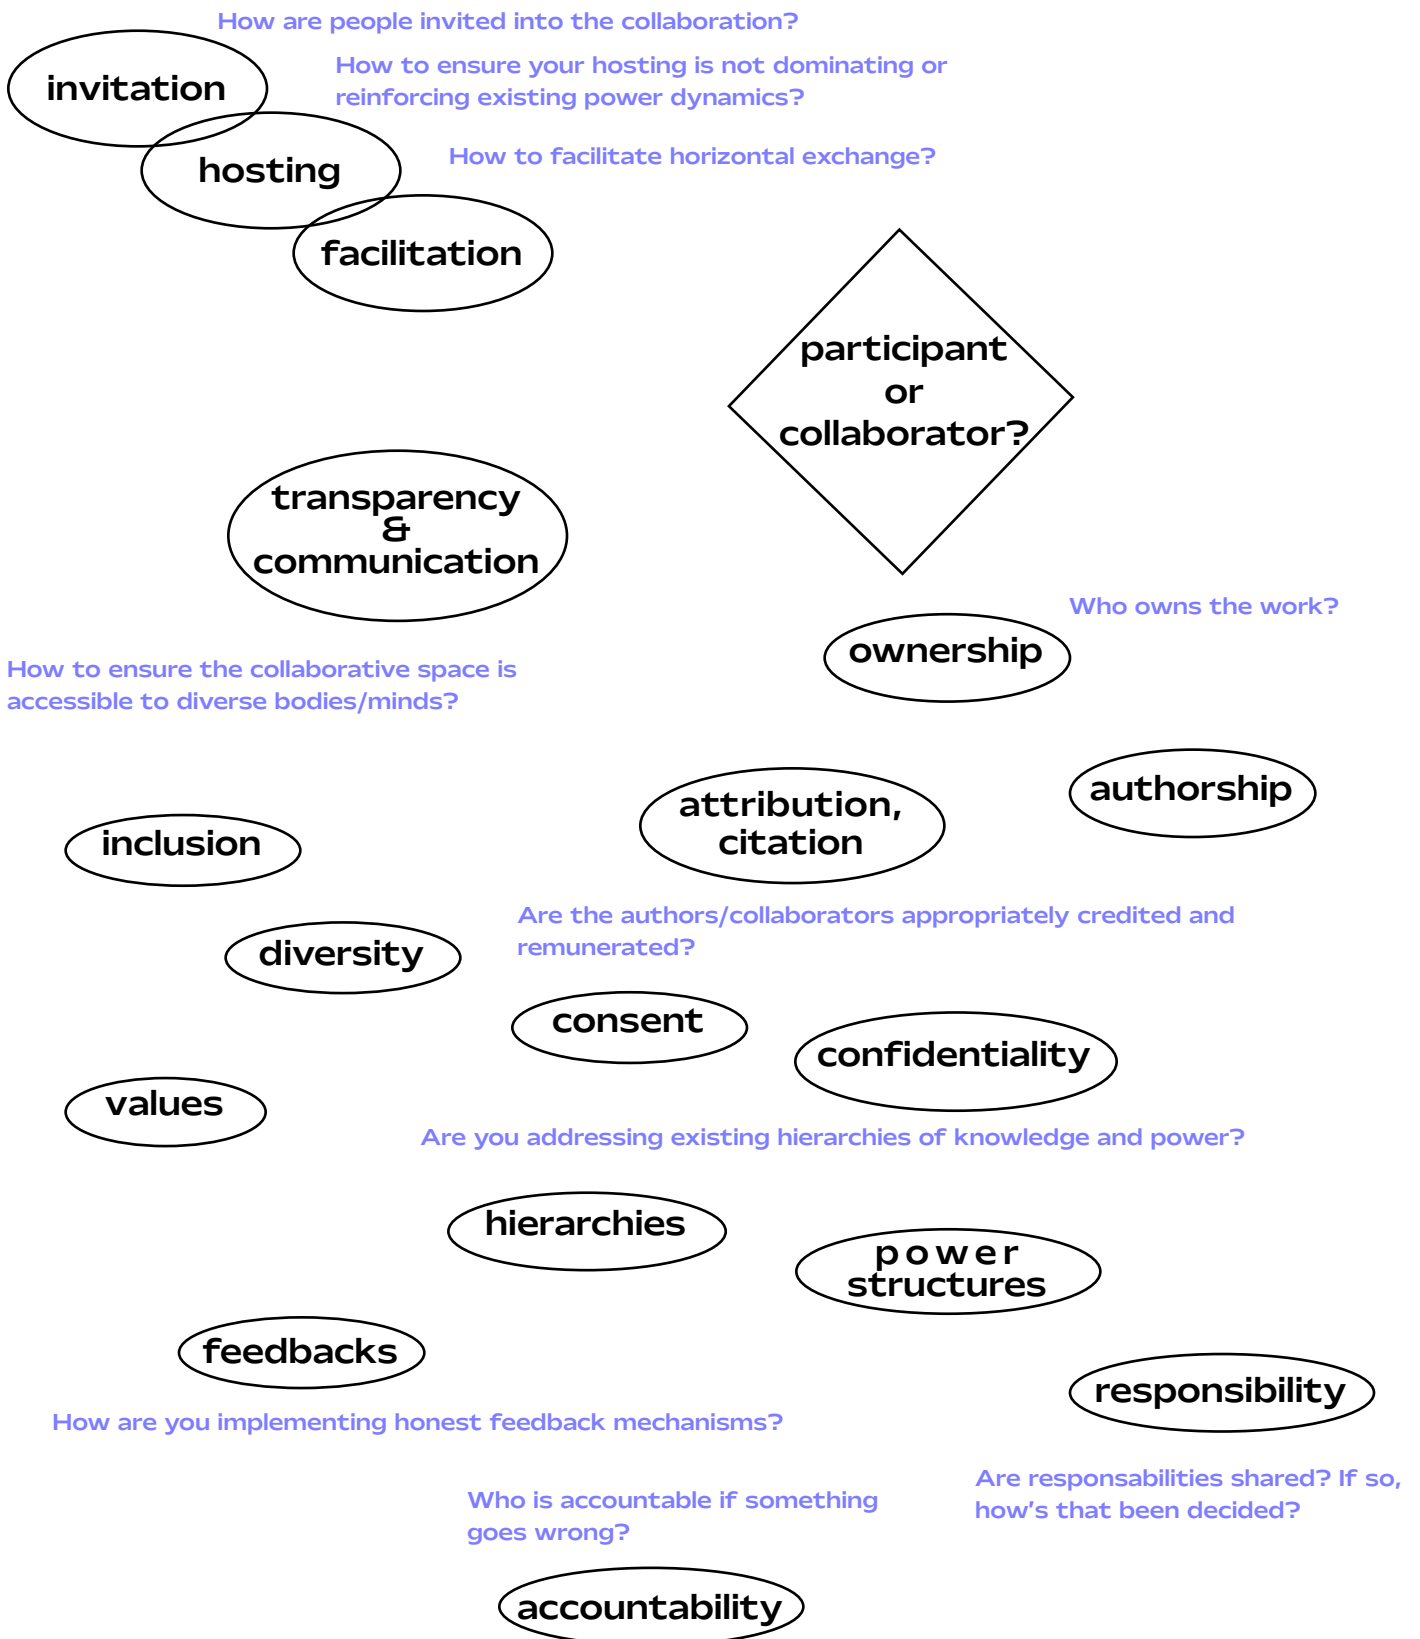 How are people invited into the collaboration?
invitation
How to ensure your hosting is not dominating or
reinforcing existing power dynamics?
hosting
How to facilitate horizontal exchange?
facilitation
participant
or
collaborator?
transparency
&
communication
Who owns the work?
ownership
How to ensure the collaborative space is
accessible to diverse bodies/minds?
authorship
attribution,
citation
inclusion
Are the authors/collaborators appropriately credited and
remunerated?
diversity
consent
confidentiality
values
Are you addressing existing hierarchies of knowledge and power?
hierarchies
power
structures
feedbacks
responsibility
How are you implementing honest feedback mechanisms?
Are responsabilities shared? If so,
how's that been decided?
Who is accountable if something
goes wrong?
accountability